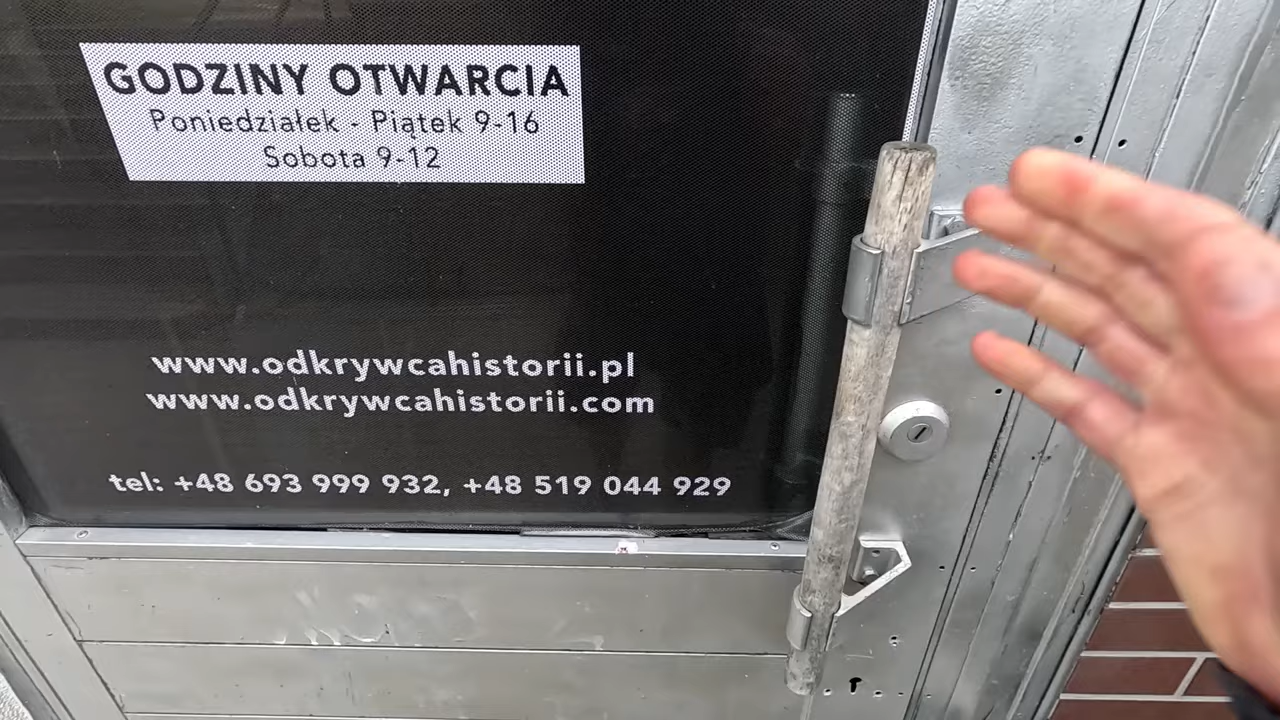 GODZINY OTWARCIA
Poniedziałek - Piątek 9-16
Sobota 9-12
www.odkrywcahistorii.pl
www.odkrywcahistorii.com
tel: +48 693 999 932, +48 519 044 929